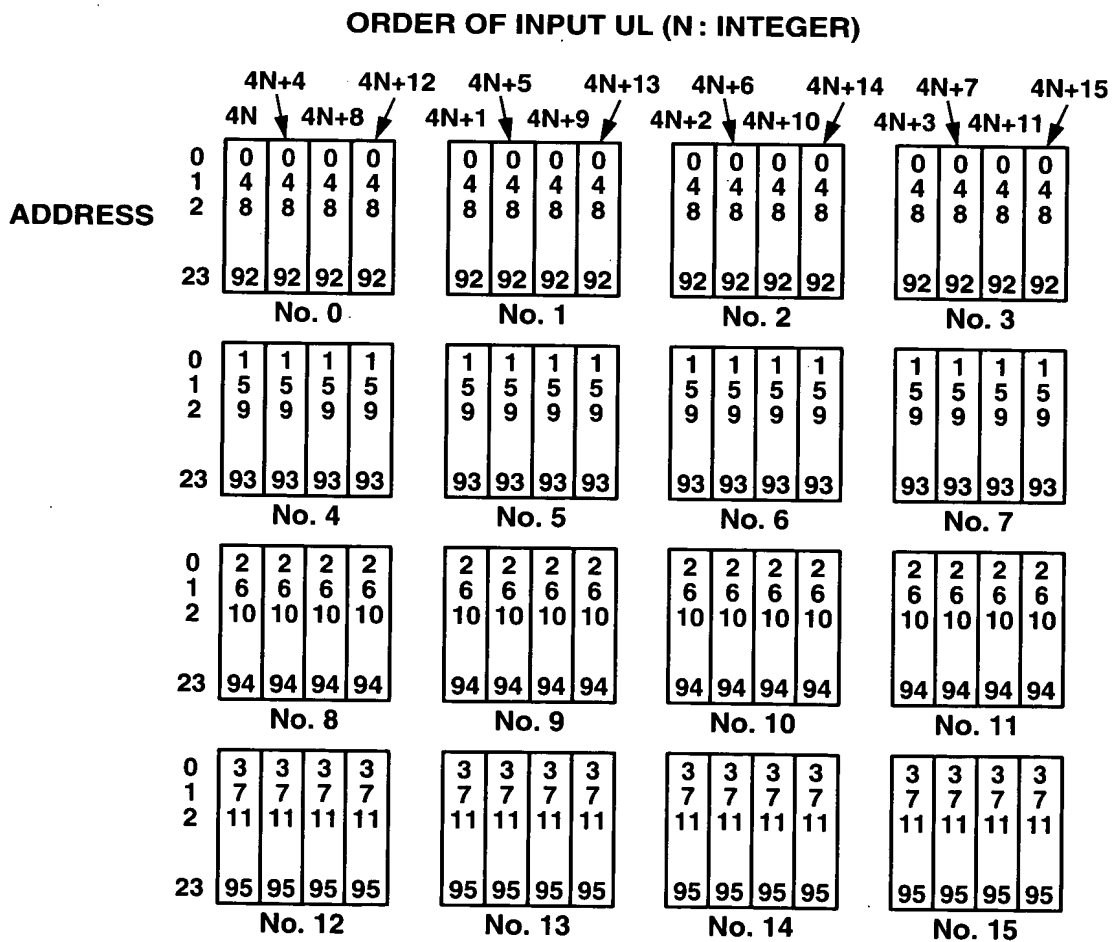 ORDER OF INPUT UL (N: INTEGER)
4N+4 4N+12 4N+5 4N+13 4N+6 4N+14 4N+7 4N+15
4N 4N+8 4N+1 4N+9 4N+2 4N+10 4N+3 4N+11
ADDRESS
0 0 0 0 0 0 0 0 0 0 0 0 0 0 0 0 0
1 4 4 4 4 4 4 4 4 4 4 4 4 4 4 4 4
2 8 8 8 8 8 8 8 8 8 8 8 8 8 8 8 8
23 92 92 92 92 92 92 92 92 92 92 92 92 92 92 92 92
No. 0 No. 1 No. 2 No. 3
0 1 1 1 1 1 1 1 1 1 1 1 1 1 1 1 1
1 5 5 5 5 5 5 5 5 5 5 5 5 5 5 5 5
2 9 9 9 9 9 9 9 9 9 9 9 9 9 9 9 9
23 93 93 93 93 93 93 93 93 93 93 93 93 93 93 93 93
No. 4 No. 5 No. 6 No. 7
0 2 2 2 2 2 2 2 2 2 2 2 2 2 2 2 2
1 6 6 6 6 6 6 6 6 6 6 6 6 6 6 6 6
2 10 10 10 10 10 10 10 10 10 10 10 10 10 10 10 10
23 94 94 94 94 94 94 94 94 94 94 94 94 94 94 94 94
No. 8 No. 9 No. 10 No. 11
0 3 3 3 3 3 3 3 3 3 3 3 3 3 3 3 3
1 7 7 7 7 7 7 7 7 7 7 7 7 7 7 7 7
2 11 11 11 11 11 11 11 11 11 11 11 11 11 11 11 11
23 95 95 95 95 95 95 95 95 95 95 95 95 95 95 95 95
No. 12 No. 13 No. 14 No. 15